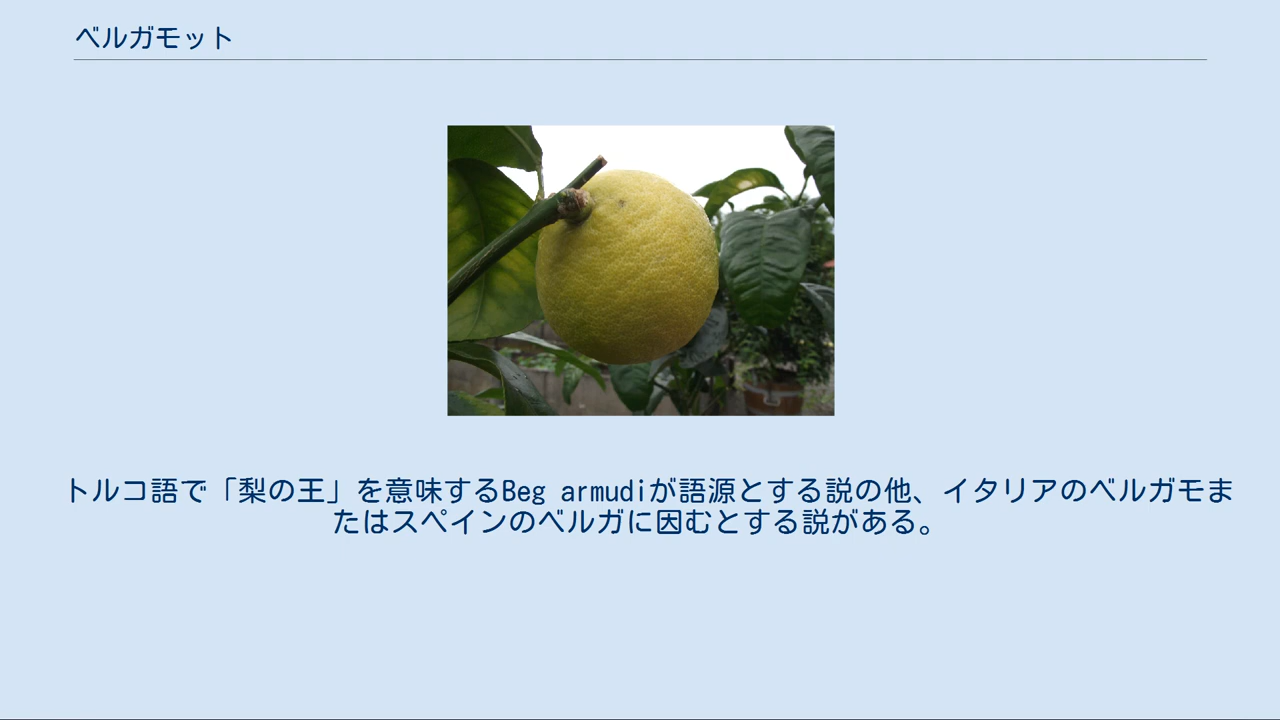 ベルガモット
トルコ語で「梨の王」を意味するBeg armudiが語源とする説の他、イタリアのベルガモま
たはスペインのベルガに因むとする説がある。